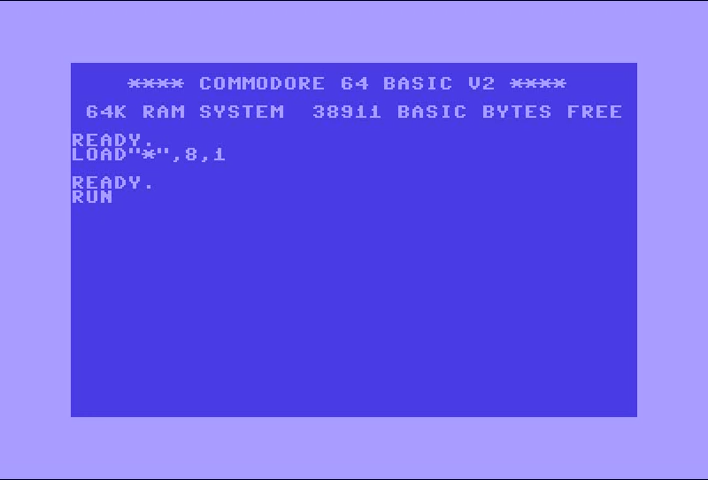 **** COMMODORE 64 BASIC V2 ****
64K RAM SYSTEM  38911 BASIC BYTES FREE
READY.
LOAD"*",8,1
READY.
RUN